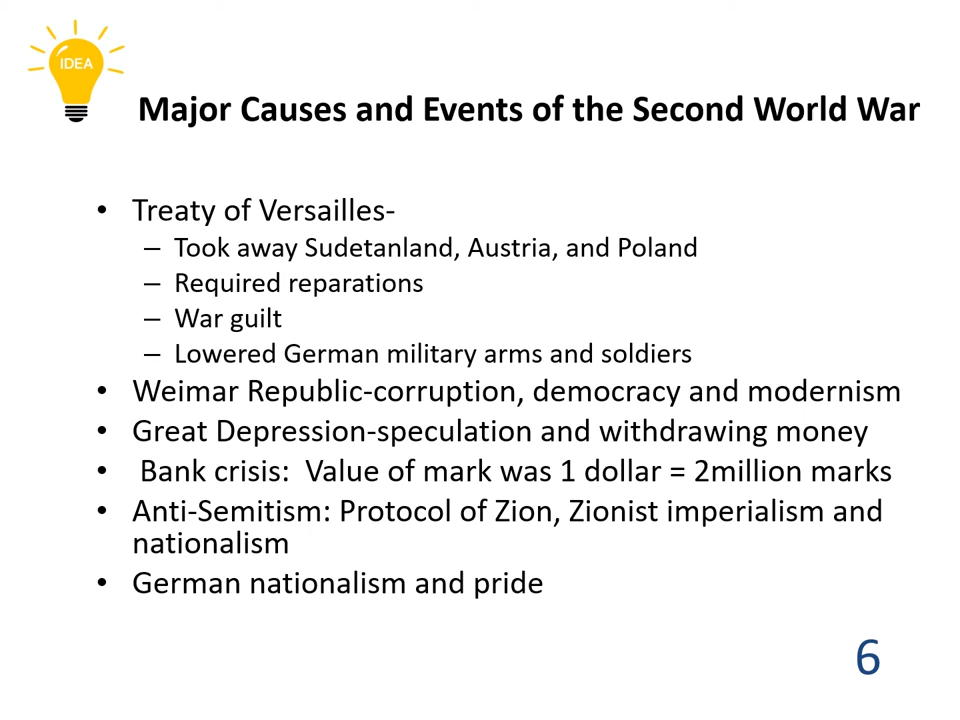 IDEA
Major Causes and Events of the Second World War
• Treaty of Versailles-
– Took away Sudetanland, Austria, and Poland
– Required reparations
– War guilt
– Lowered German military arms and soldiers
• Weimar Republic-corruption, democracy and modernism
• Great Depression-speculation and withdrawing money
• Bank crisis: Value of mark was 1 dollar = 2million marks
• Anti-Semitism: Protocol of Zion, Zionist imperialism and
nationalism
• German nationalism and pride
6